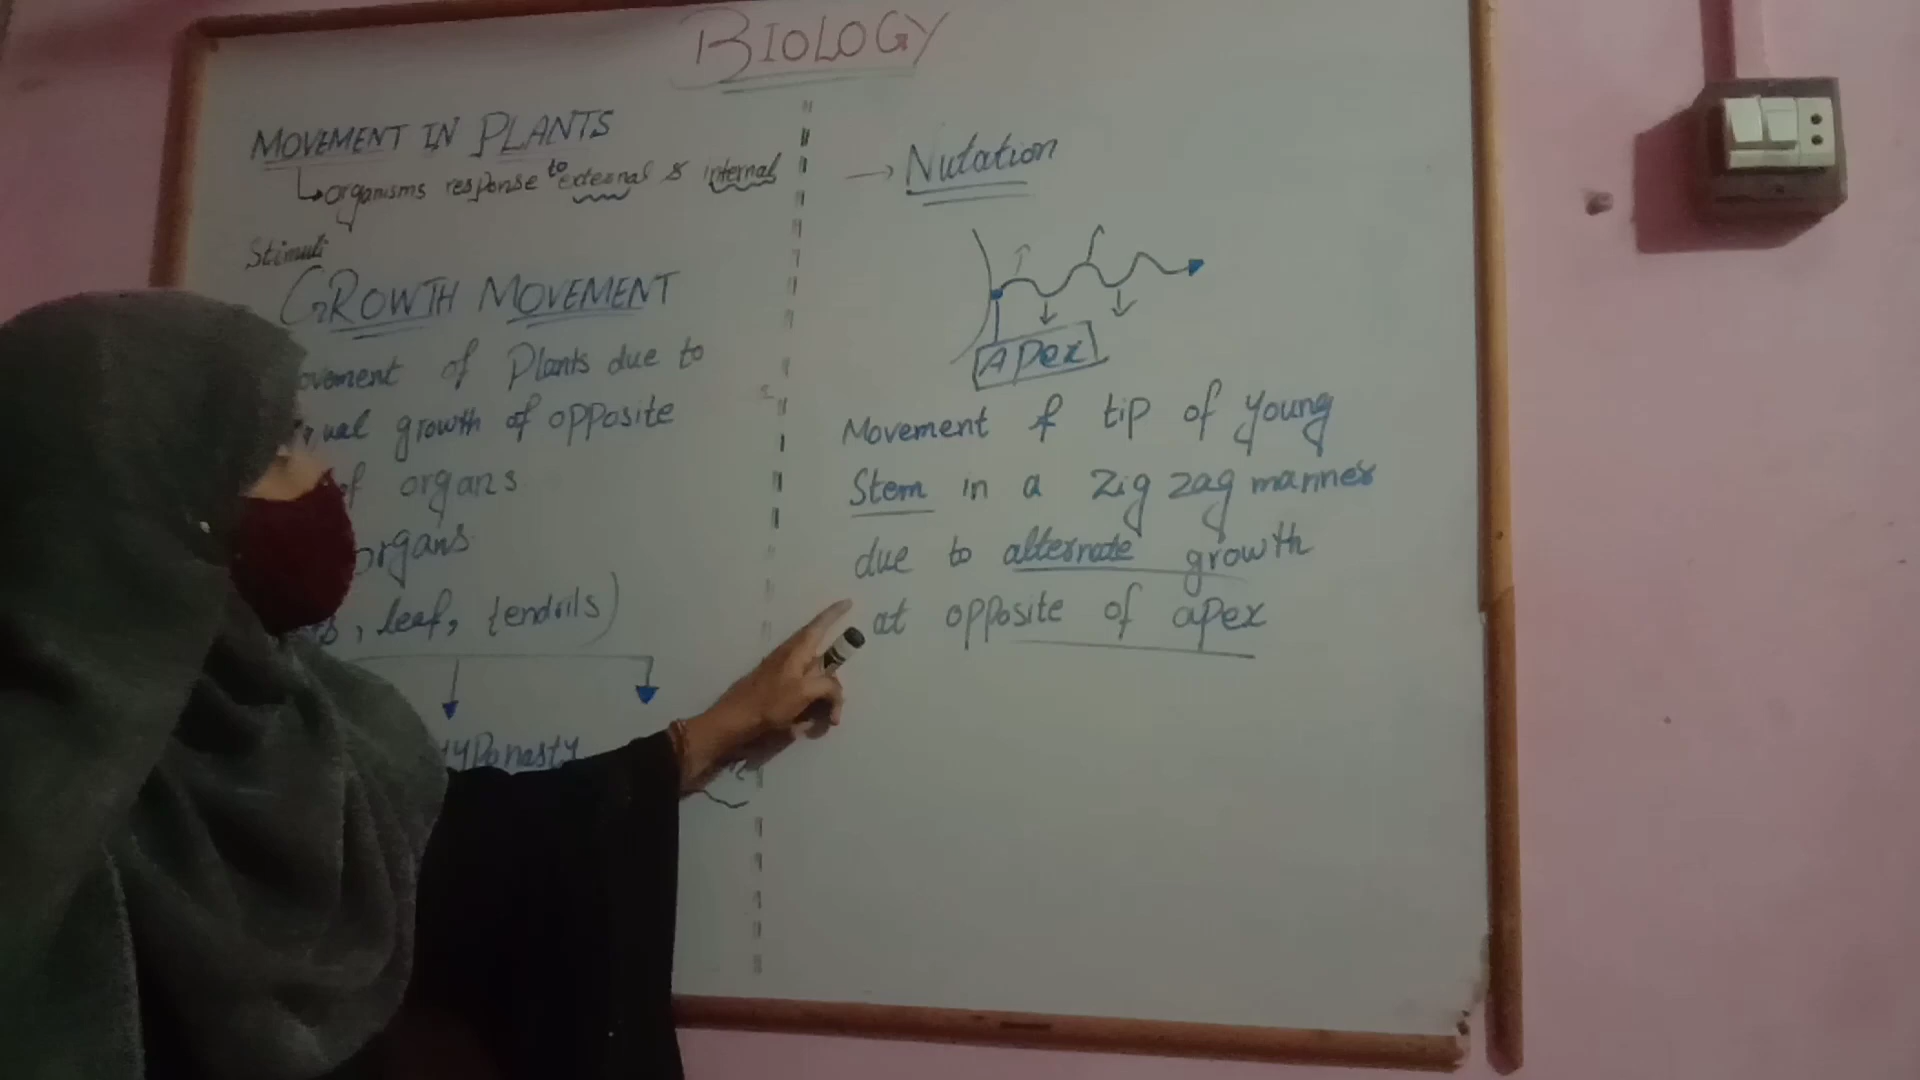 BIOLOGY
MOVEMENT IN PLANTS
organisms response to external & internal
Stimuli
GROWTH MOVEMENT
of Plants due to
growth of opposite
of organs
organs
, leaf, tendrils)
→ Nutation
Apex
Movement of tip of young
Stem in a zig zag manner
due to alternate growth
at opposite of apex